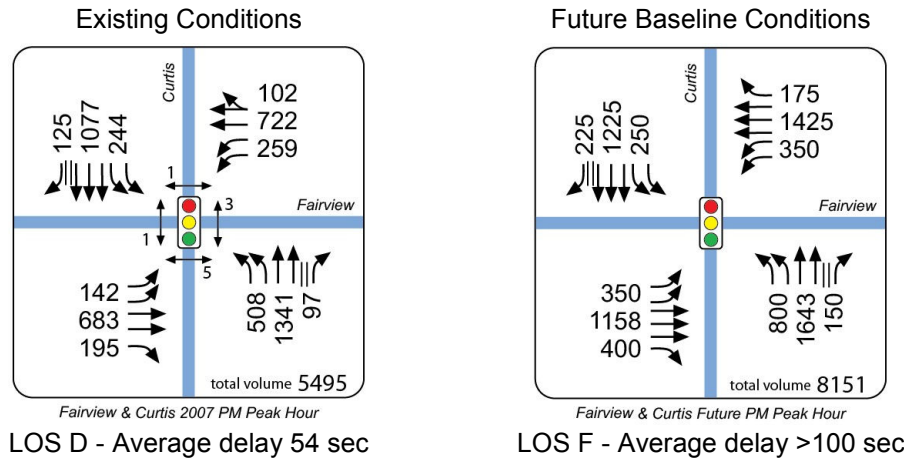 Existing Conditions
Curtis
125
1077
244
102
722
259
1
3
Fairview
1
5
142
683
195
508
1341
97
total volume 5495
Fairview & Curtis 2007 PM Peak Hour
LOS D - Average delay 54 sec
Future Baseline Conditions
Curtis
225
1225
250
175
1425
350
Fairview
350
1158
400
800
1643
150
total volume 8151
Fairview & Curtis Future PM Peak Hour
LOS F - Average delay >100 sec